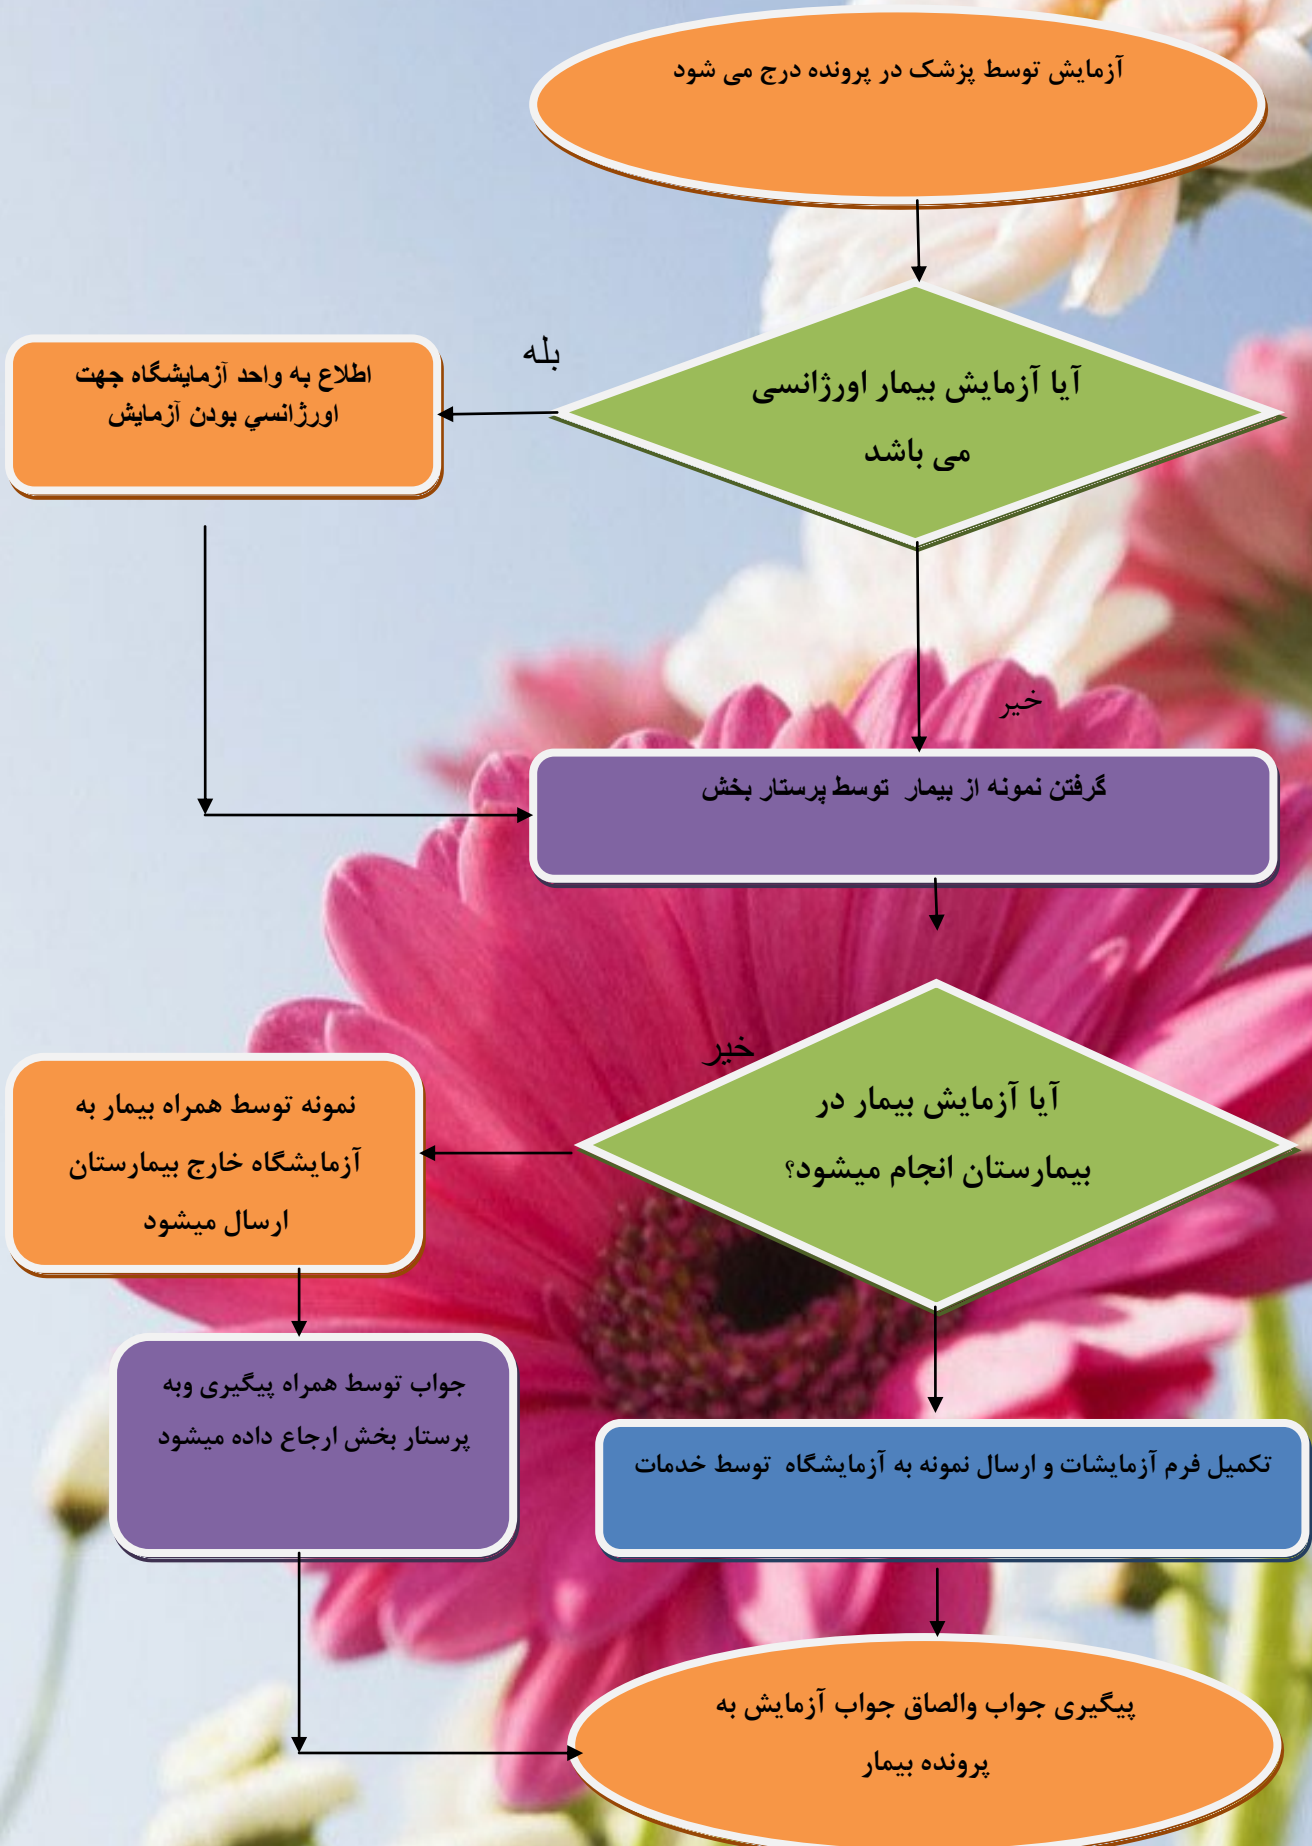 آزمایش توسط پزشک در پرونده درج می شود
آیا آزمایش بیمار اورژانسی
می باشد
بله
اطلاع به واحد آزمايشگاه جهت
اورژانسي بودن آزمايش
خیر
گرفتن نمونه از بیمار توسط پرستار بخش
آیا آزمایش بیمار در
بیمارستان انجام میشود؟
خیر
نمونه توسط همراه بیمار به
آزمایشگاه خارج بیمارستان
ارسال میشود
جواب توسط همراه پیگیری وبه
پرستار بخش ارجاع داده میشود
تکمیل فرم آزمایشات و ارسال نمونه به آزمایشگاه توسط خدمات
پیگیری جواب والصاق جواب آزمایش به
پرونده بیمار